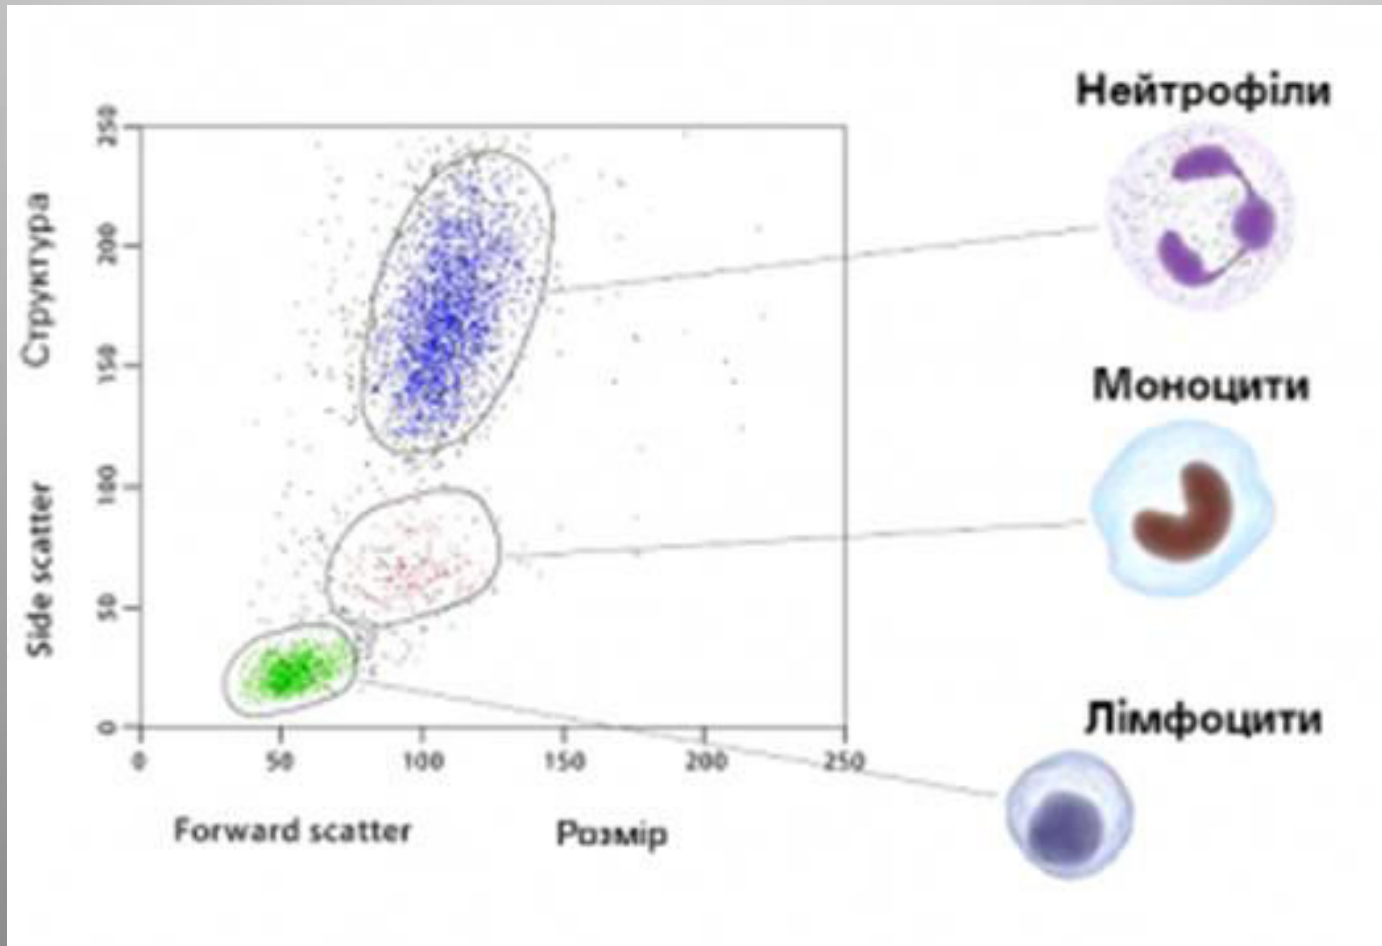 Нейтрофіли
Моноцити
Лімфоцити
Структура
Side scatter
250
200
150
100
50
0
0 50 100 150 200 250
Forward scatter Розмір